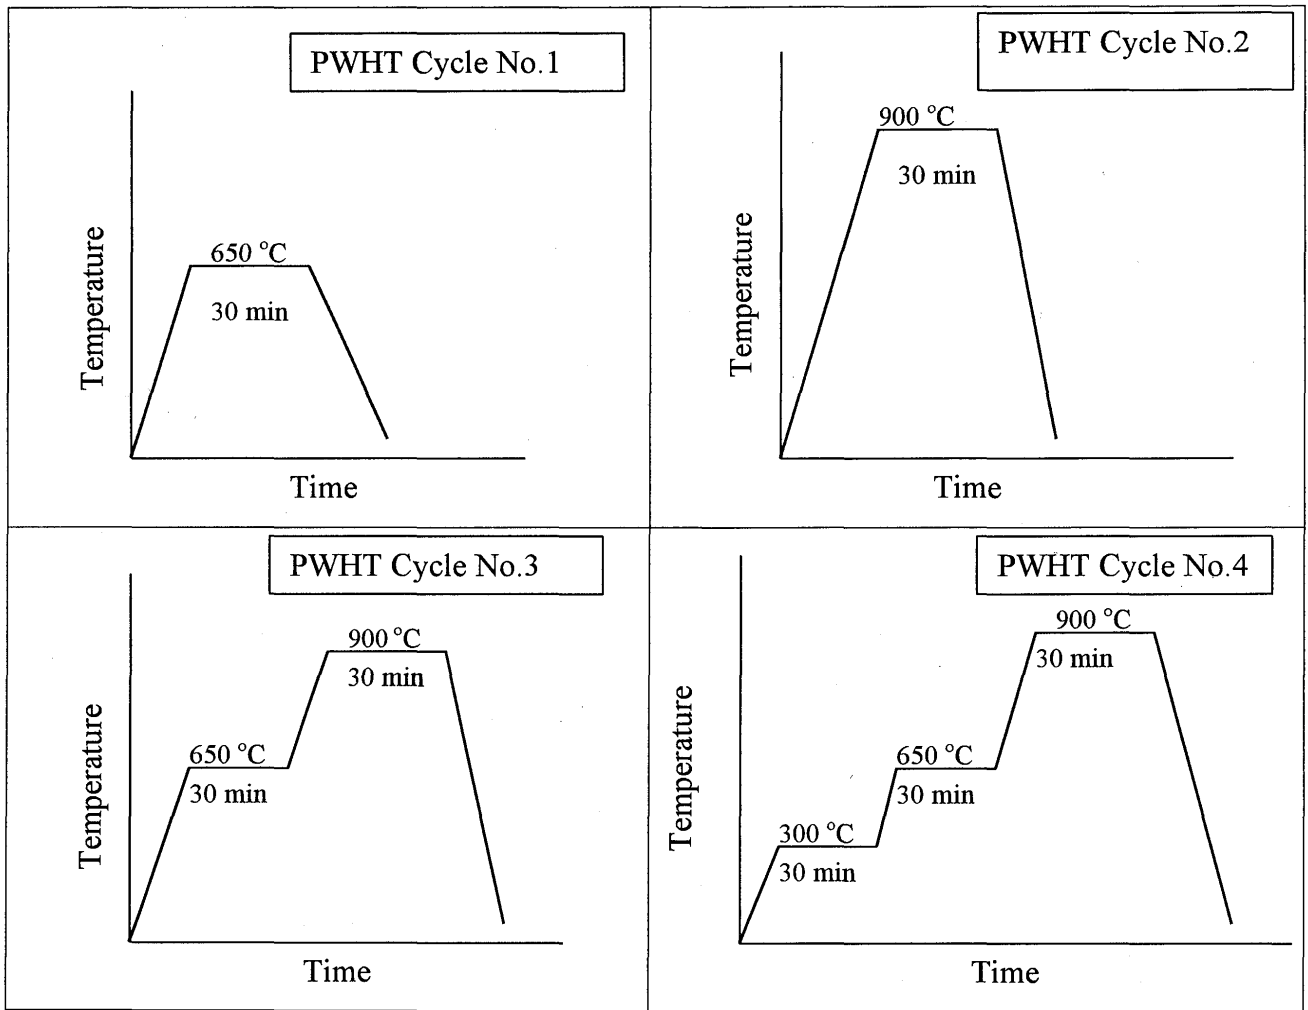 PWHT Cycle No.1
650 °C
30 min
Temperature
Time
PWHT Cycle No.2
900 °C
30 min
Temperature
Time
PWHT Cycle No.3
900 °C
30 min
650 °C
30 min
Temperature
Time
PWHT Cycle No.4
900 °C
30 min
650 °C
30 min
300 °C
30 min
Temperature
Time